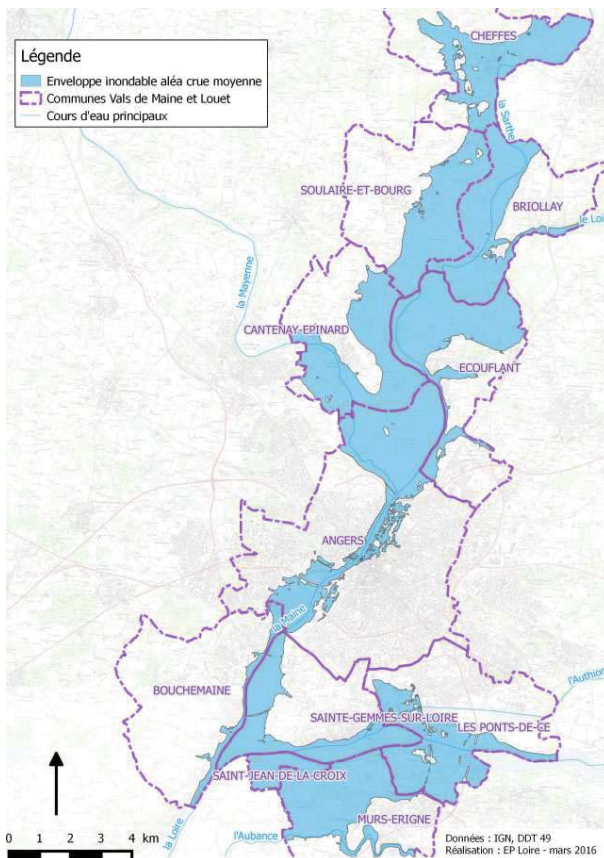 Légende
Enveloppe inondable aléa crue moyenne
Communes Vals de Maine et Louet
Cours d'eau principaux
CHEFFES
la Sarthe
SOULAIRE-ET-BOURG
BRIOLLAY
le Loi
la Mayenne
CANTENAY-EPINARD
ECOUFLANT
ANGERS
la Maine
BOUCHEMAINE
l'Authion
SAINTE-GEMMES-SUR-LOIRE
LES PONTS-DE-CE
SAINT-JEAN-DE-LA-CROIX
MURS-ERIGNE
la Loire
l'Aubance
0 1 2 3 4 km
Données : IGN, DDT 49
Réalisation : EP Loire - mars 2016